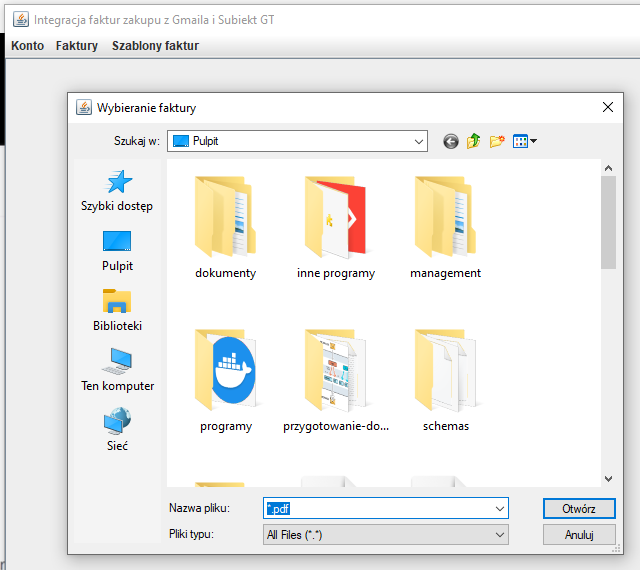 Integracja faktur zakupu z Gmaila i Subiekt GT
Konto Faktury Szablony faktur
Wybieranie faktury
Szukaj w: Pulpit
Szybki dostęp
Pulpit
Biblioteki
Ten komputer
Sieć
dokumenty inne programy management
programy przygotowanie-do... schemas
Nazwa pliku: *.pdf Otwórz
Pliki typu: All Files (*.*) Anuluj